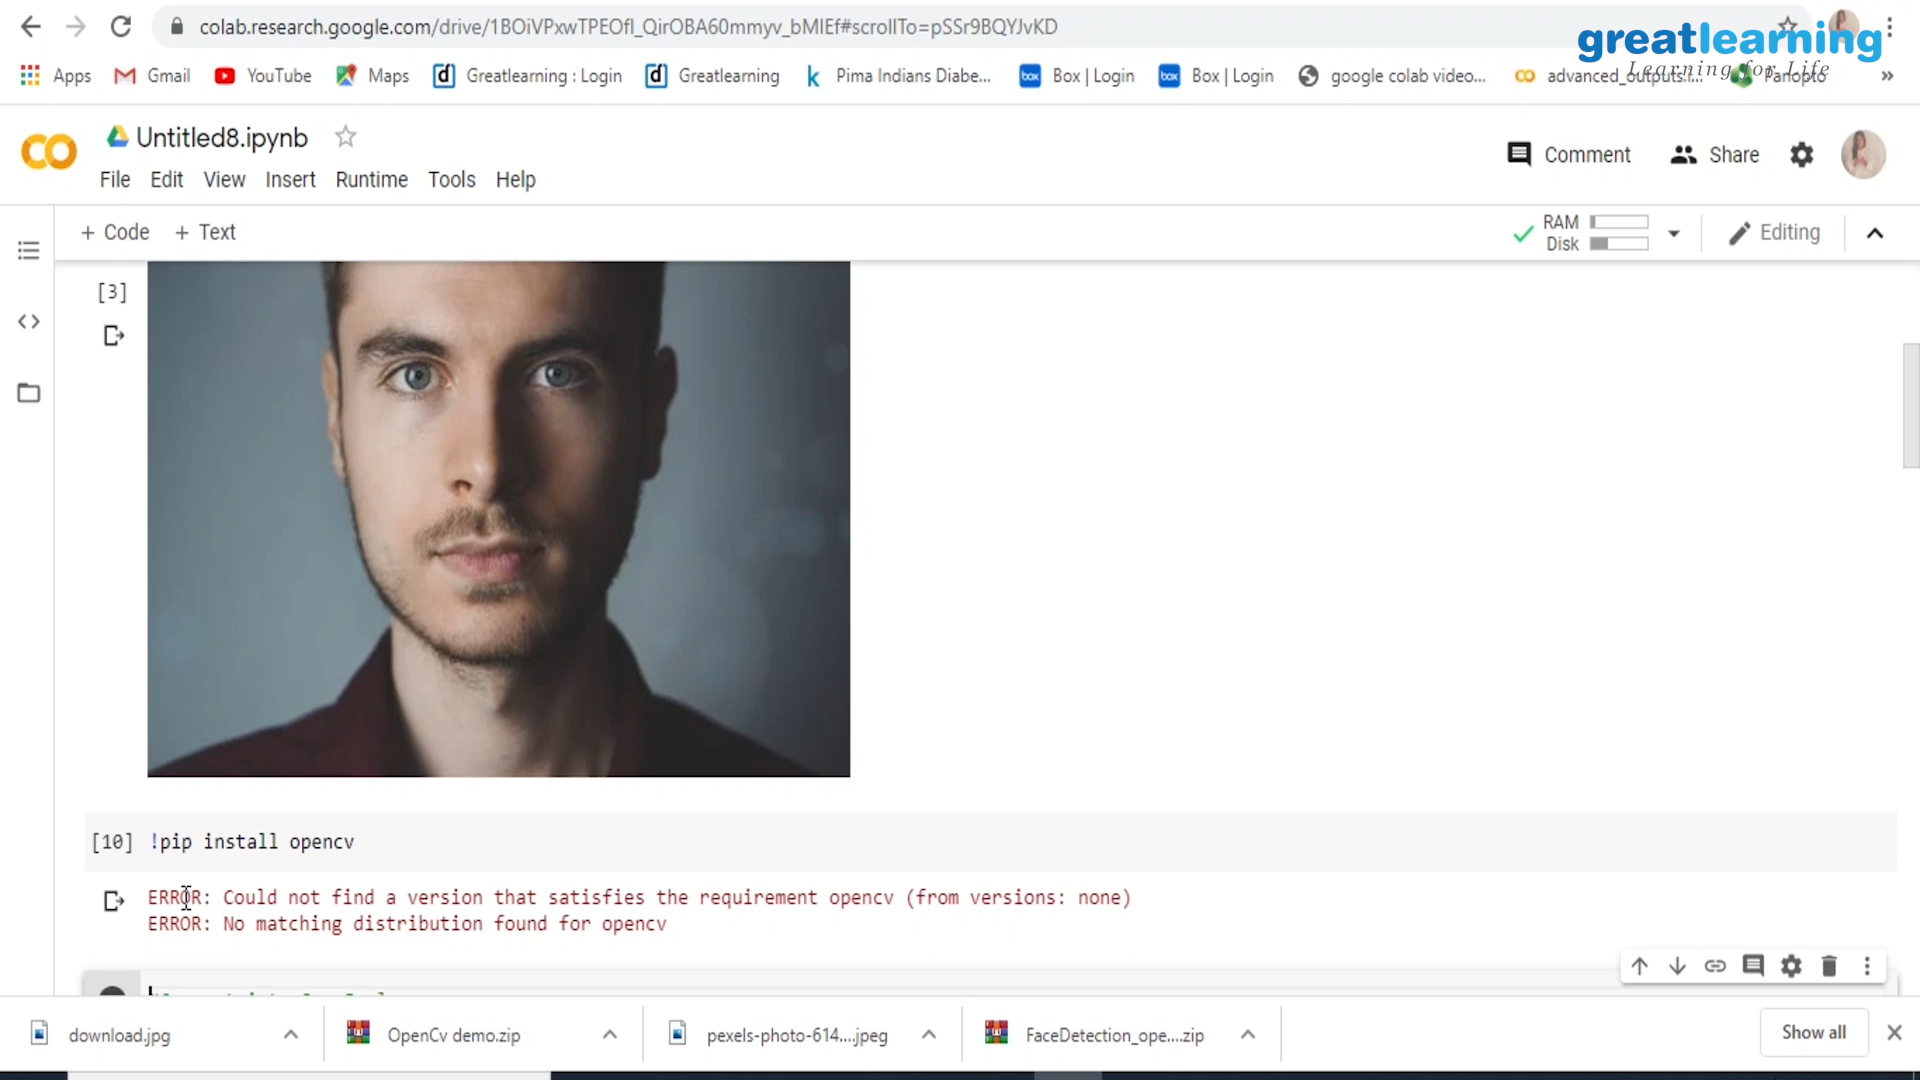 colab.research.google.com/drive/1BOiVPxwTPEOfI_QirOBA60mmyv_bMIEf#scrollTo=pSSr9BQYJvKD
greatlearning
Learning for Life
Apps
Gmail
YouTube
Maps
Greatlearning : Login
Greatlearning
Pima Indians Diabe...
Box | Login
Box | Login
google colab video...
advanced_outputs....
Panopto
»
Untitled8.ipynb
Comment
Share
File Edit View Insert Runtime Tools Help
+ Code + Text
RAM
Disk
Editing
[3]
[10] !pip install opencv
ERROR: Could not find a version that satisfies the requirement opencv (from versions: none)
ERROR: No matching distribution found for opencv
download.jpg
OpenCv demo.zip
pexels-photo-614....jpeg
FaceDetection_ope....zip
Show all